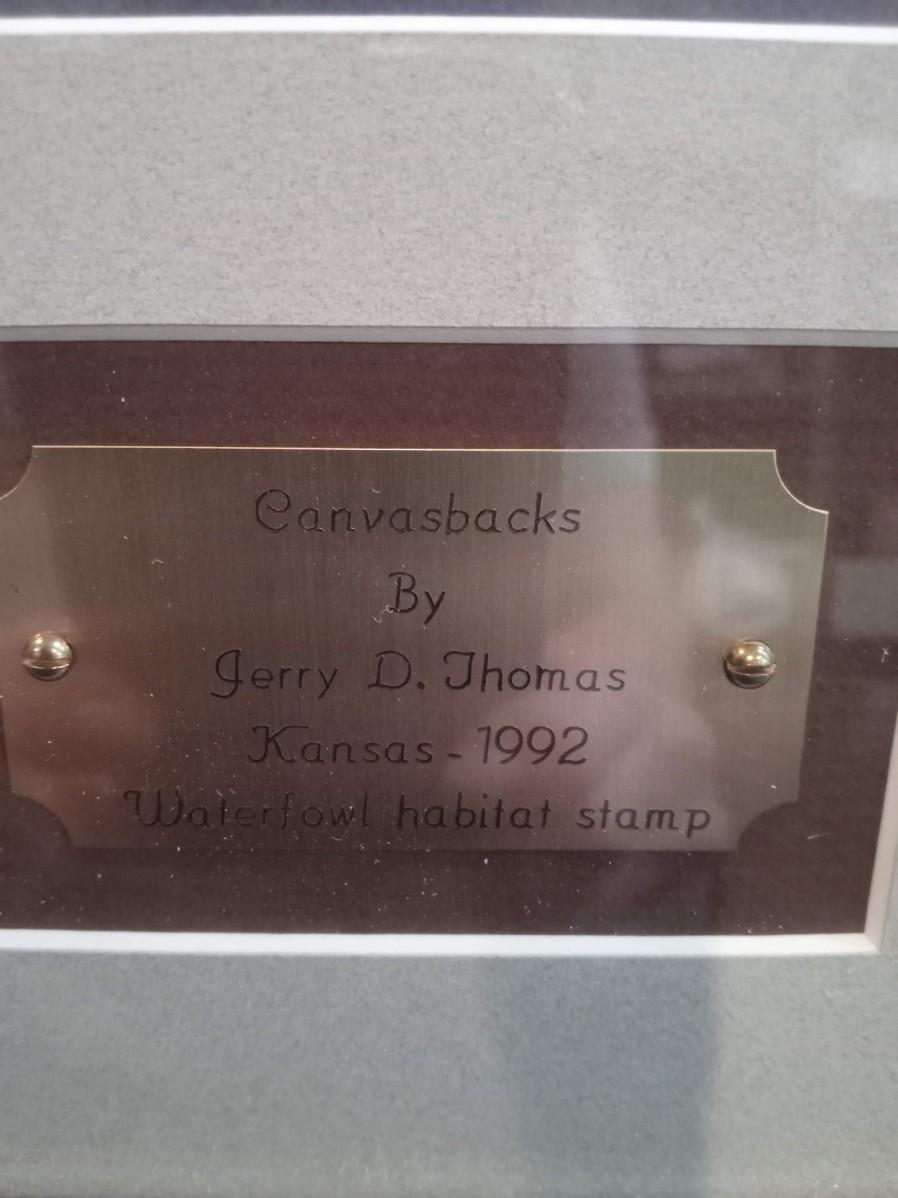 Canvasbacks
By
Jerry D. Thomas
Kansas - 1992
Waterfowl habitat stamp